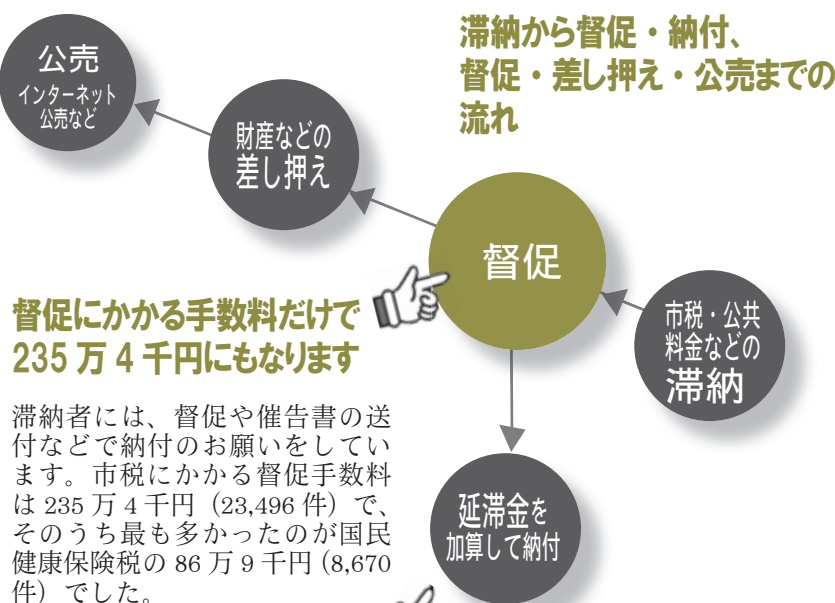 滞納から督促・納付、
督促・差し押え・公売までの
流れ
公売
インターネット
公売など
財産などの
差し押え
督促
市税・公共
料金などの
滞納
延滞金を
加算して納付
督促にかかる手数料だけで
235万4千円にもなります
滞納者には、督促や催告書の送
付などで納付のお願いをしてい
ます。市税にかかる督促手数料
は235万4千円(23,496件)で、
そのうち最も多かったのが国民
健康保険税の86万9千円(8,670
件)でした。